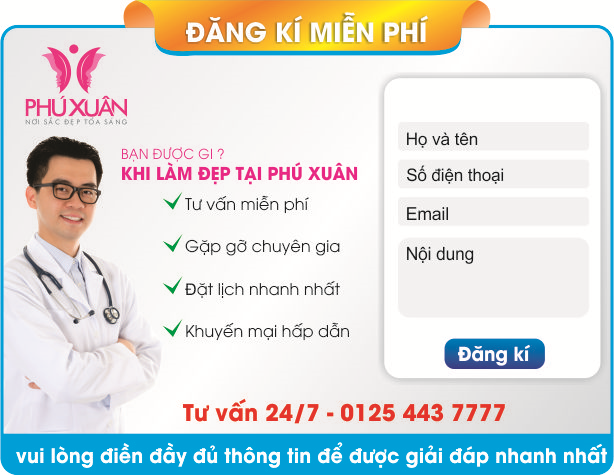 ĐĂNG KÍ MIỄN PHÍ
PHÚ XUÂN
NƠI SẮC ĐẸP TỎA SÁNG
BẠN ĐƯỢC GI ?
KHI LÀM ĐẸP TẠI PHÚ XUÂN
Tư vấn miễn phí
Gặp gỡ chuyên gia
Đặt lịch nhanh nhất
Khuyến mại hấp dẫn
Họ và tên
Số điện thoại
Email
Nội dung
Đăng kí
Tư vấn 24/7 - 0125 443 7777
vui lòng điền đầy đủ thông tin để được giải đáp nhanh nhất